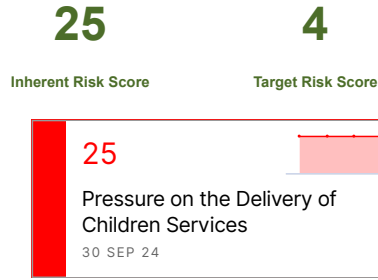 25 4
Inherent Risk Score Target Risk Score
25
Pressure on the Delivery of
Children Services
30 SEP 24